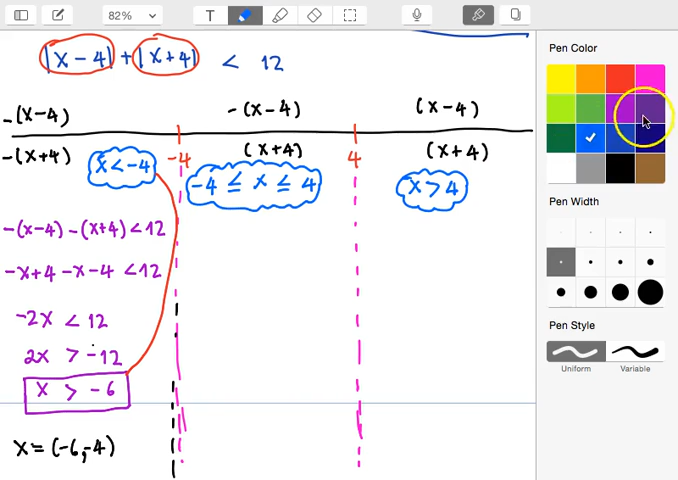 82%
T
Pen Color
|x-4|+|x+4| < 12
-(x-4) -(x-4) (x-4)
-(x+4) x<-4 -4 (x+4) 4 (x+4)
-4 ≤ x ≤ 4 x>4
Pen Width
-(x-4) -(x+4) <12
-x+4 -x-4 <12
-2x < 12
2x > -12
x > -6
x=(-6,-4)
Pen Style
Uniform Variable